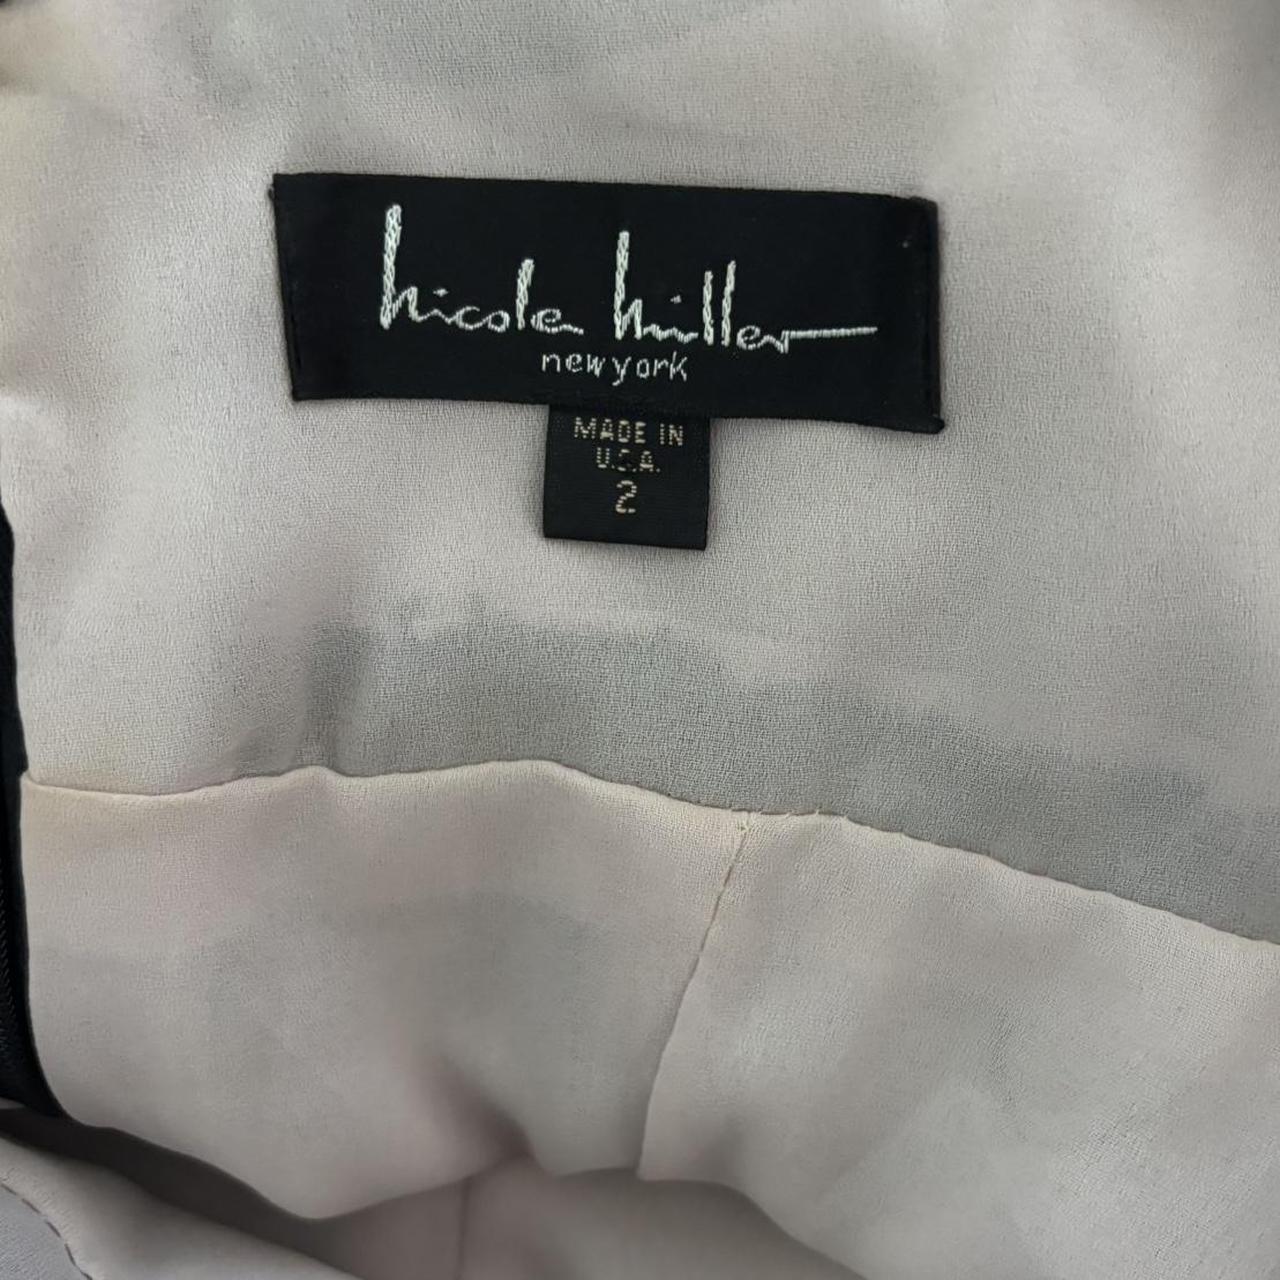 nicole miller
new york
MADE IN
U.S.A.
2